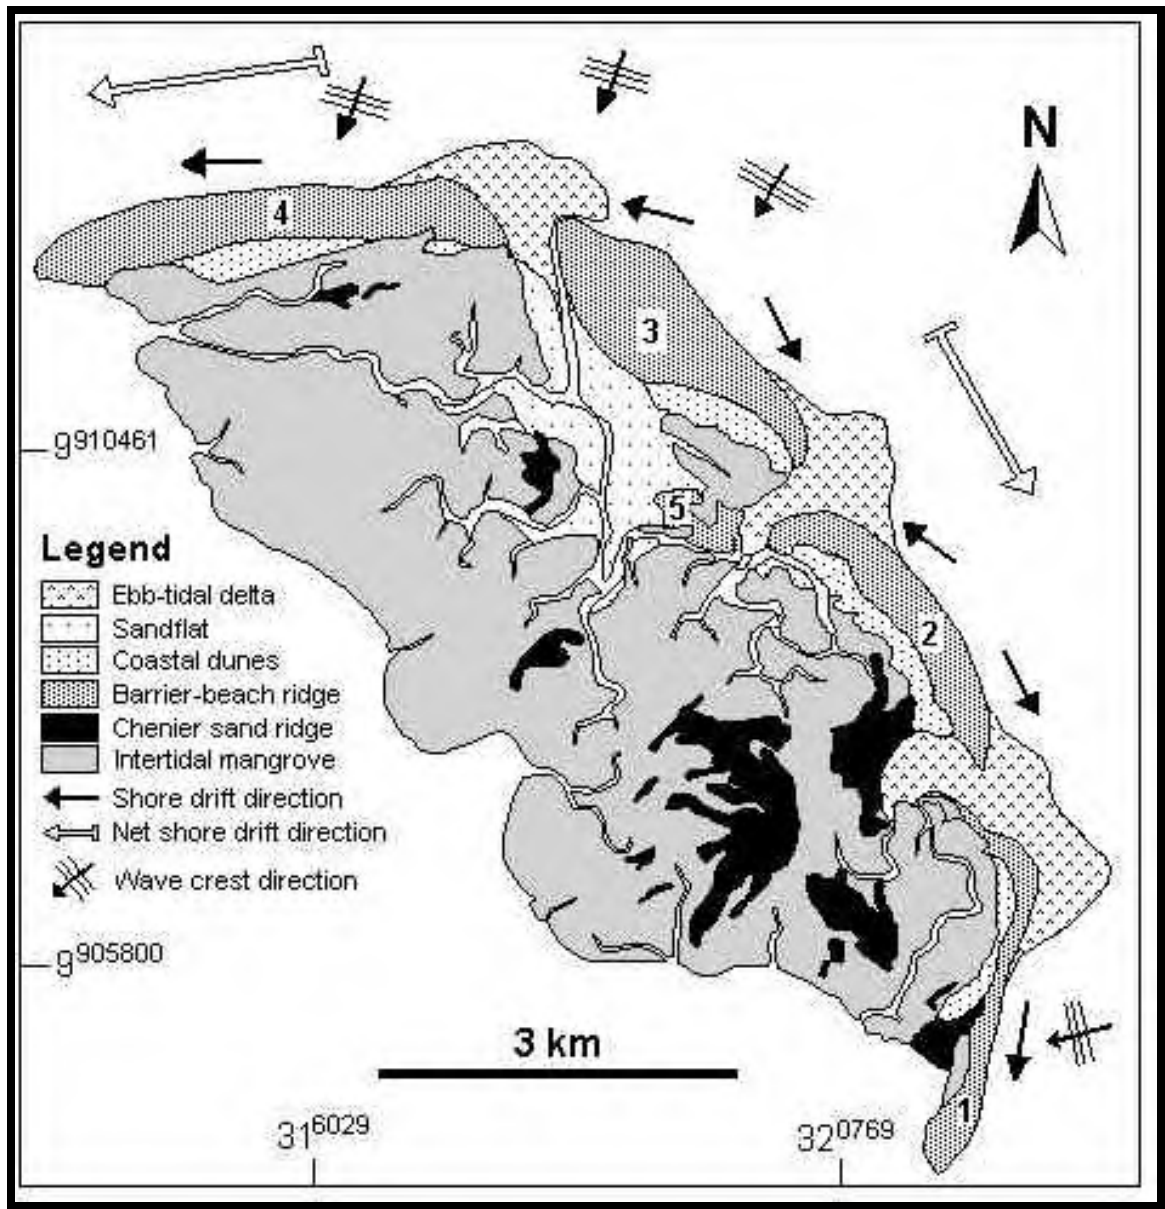 N
4
3
9910461
5
2
Legend
Ebb-tidal delta
Sandflat
Coastal dunes
Barrier-beach ridge
Chenier sand ridge
Intertidal mangrove
Shore drift direction
Net shore drift direction
Wave crest direction
9905800
3 km
1
316029
320769